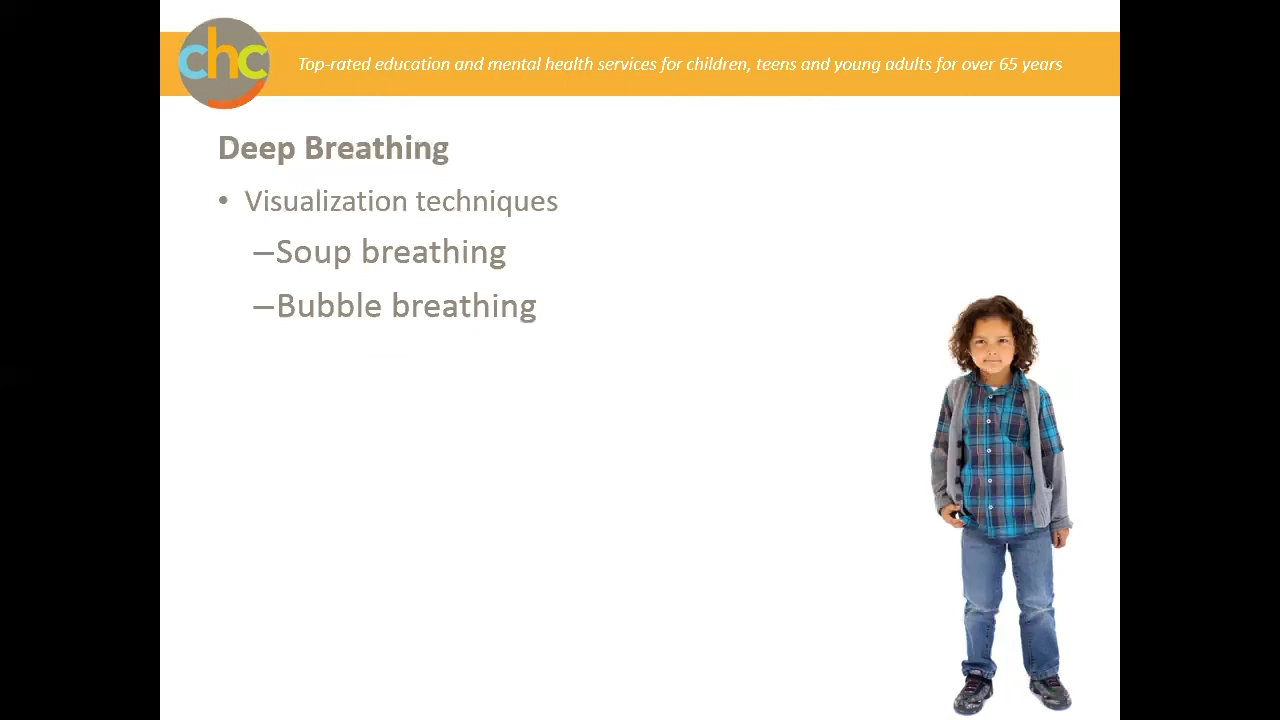 chc
Top-rated education and mental health services for children, teens and young adults for over 65 years
Deep Breathing
• Visualization techniques
–Soup breathing
–Bubble breathing